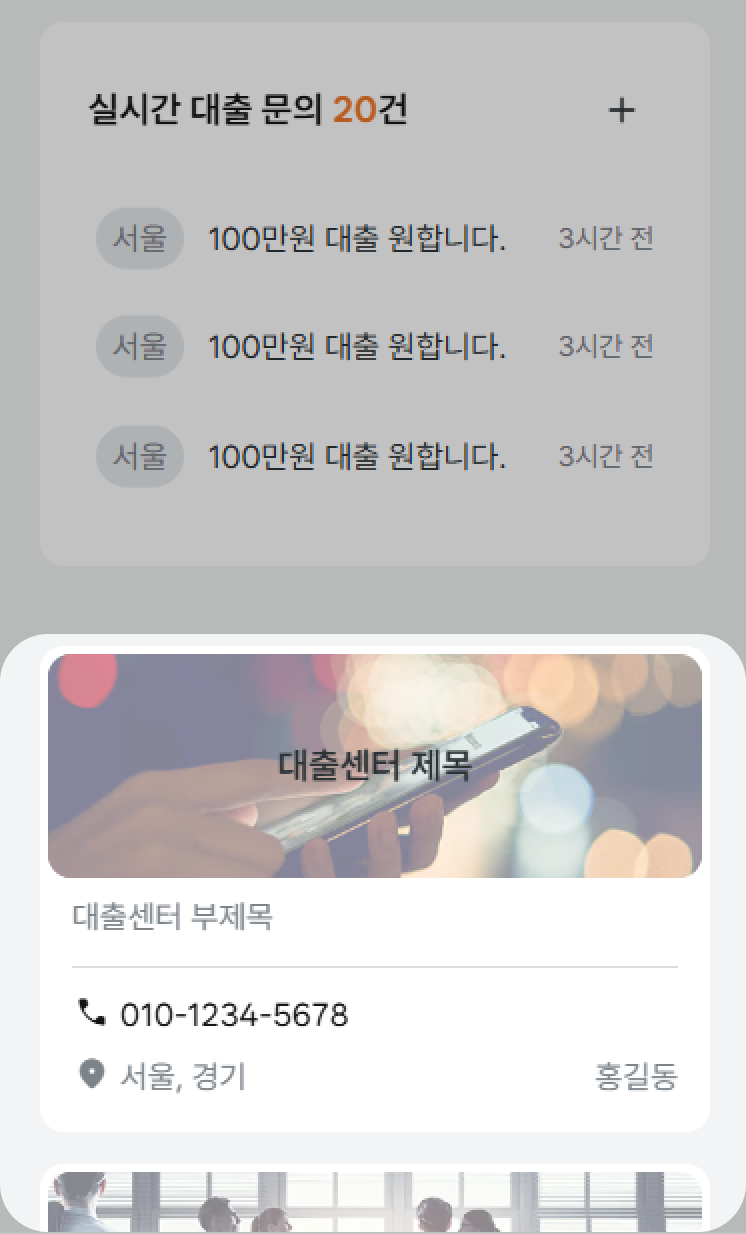 실시간 대출 문의 20건 +
서울 100만원 대출 원합니다. 3시간 전
서울 100만원 대출 원합니다. 3시간 전
서울 100만원 대출 원합니다. 3시간 전
대출센터 제목
대출센터 부제목
010-1234-5678
서울, 경기 홍길동